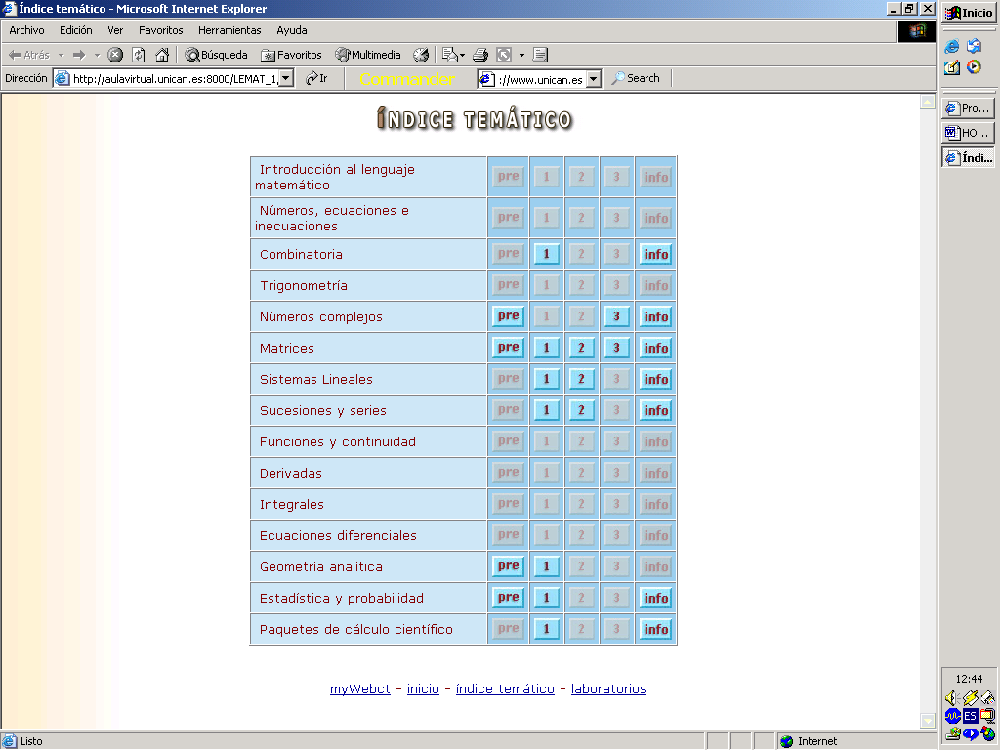 Índice temático - Microsoft Internet Explorer
Inicio
Archivo Edición Ver Favoritos Herramientas Ayuda
Atrás Búsqueda Favoritos Multimedia
Dirección http://aulavirtual.unican.es:8000/LEMAT_1, Ir Commander ://www.unican.es Search
Pro...
HO...
Índi...
ÍNDICE TEMÁTICO
Introducción al lenguaje
matemático pre 1 2 3 info
Números, ecuaciones e
inecuaciones pre 1 2 3 info
Combinatoria pre 1 2 3 info
Trigonometría pre 1 2 3 info
Números complejos pre 1 2 3 info
Matrices pre 1 2 3 info
Sistemas Lineales pre 1 2 3 info
Sucesiones y series pre 1 2 3 info
Funciones y continuidad pre 1 2 3 info
Derivadas pre 1 2 3 info
Integrales pre 1 2 3 info
Ecuaciones diferenciales pre 1 2 3 info
Geometría analítica pre 1 2 3 info
Estadística y probabilidad pre 1 2 3 info
Paquetes de cálculo científico pre 1 2 3 info
myWebct - inicio - índice temático - laboratorios
12:44
ES
Listo Internet